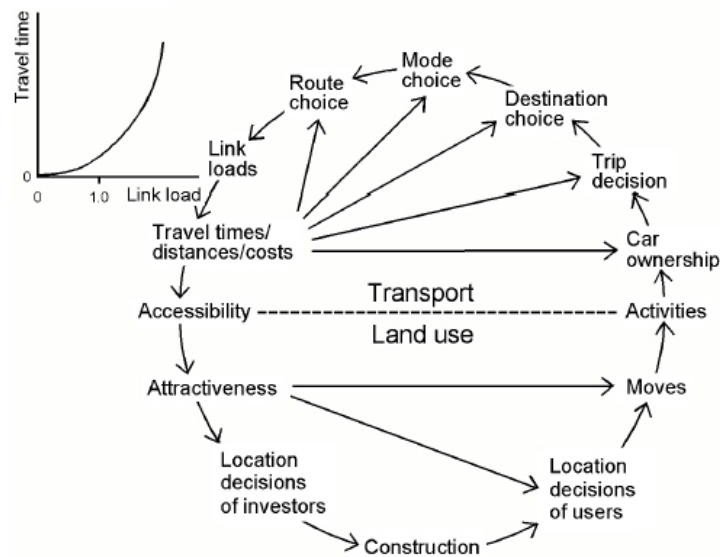 Travel time
0
0
1.0
Link load
Mode
choice
Route
choice
Destination
choice
Link
loads
Trip
decision
Travel times/
distances/costs
Car
ownership
Transport
Accessibility
Activities
Land use
Attractiveness
Moves
Location
decisions
of investors
Location
decisions
of users
Construction